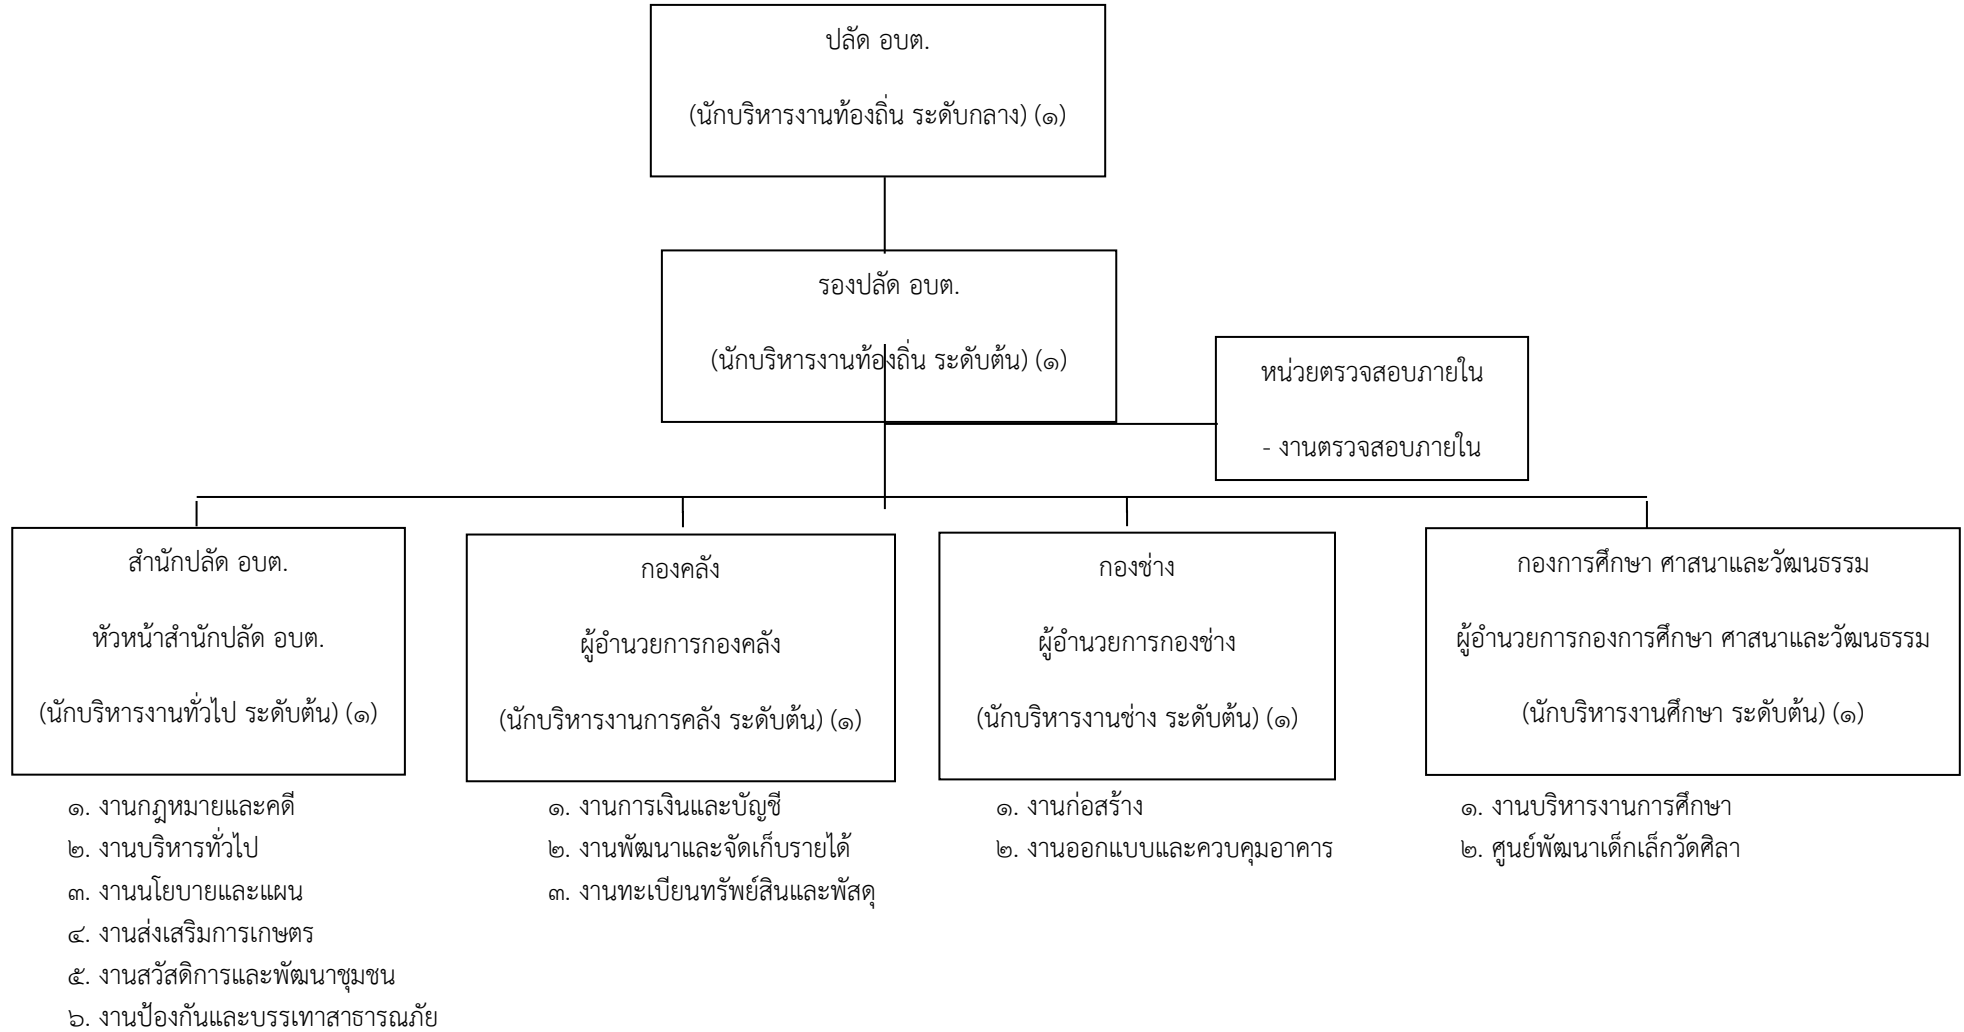 ปลัด อบต.
(นักบริหารงานท้องถิ่น ระดับกลาง) (๑)
รองปลัด อบต.
(นักบริหารงานท้องถิ่น ระดับต้น) (๑)
หน่วยตรวจสอบภายใน
- งานตรวจสอบภายใน
สำนักปลัด อบต.
หัวหน้าสำนักปลัด อบต.
(นักบริหารงานทั่วไป ระดับต้น) (๑)
๑. งานกฎหมายและคดี
๒. งานบริหารทั่วไป
๓. งานนโยบายและแผน
๔. งานส่งเสริมการเกษตร
๕. งานสวัสดิการและพัฒนาชุมชน
๖. งานป้องกันและบรรเทาสาธารณภัย
กองคลัง
ผู้อำนวยการกองคลัง
(นักบริหารงานการคลัง ระดับต้น) (๑)
๑. งานการเงินและบัญชี
๒. งานพัฒนาและจัดเก็บรายได้
๓. งานทะเบียนทรัพย์สินและพัสดุ
กองช่าง
ผู้อำนวยการกองช่าง
(นักบริหารงานช่าง ระดับต้น) (๑)
๑. งานก่อสร้าง
๒. งานออกแบบและควบคุมอาคาร
กองการศึกษา ศาสนาและวัฒนธรรม
ผู้อำนวยการกองการศึกษา ศาสนาและวัฒนธรรม
(นักบริหารงานศึกษา ระดับต้น) (๑)
๑. งานบริหารงานการศึกษา
๒. ศูนย์พัฒนาเด็กเล็กวัดศิลา